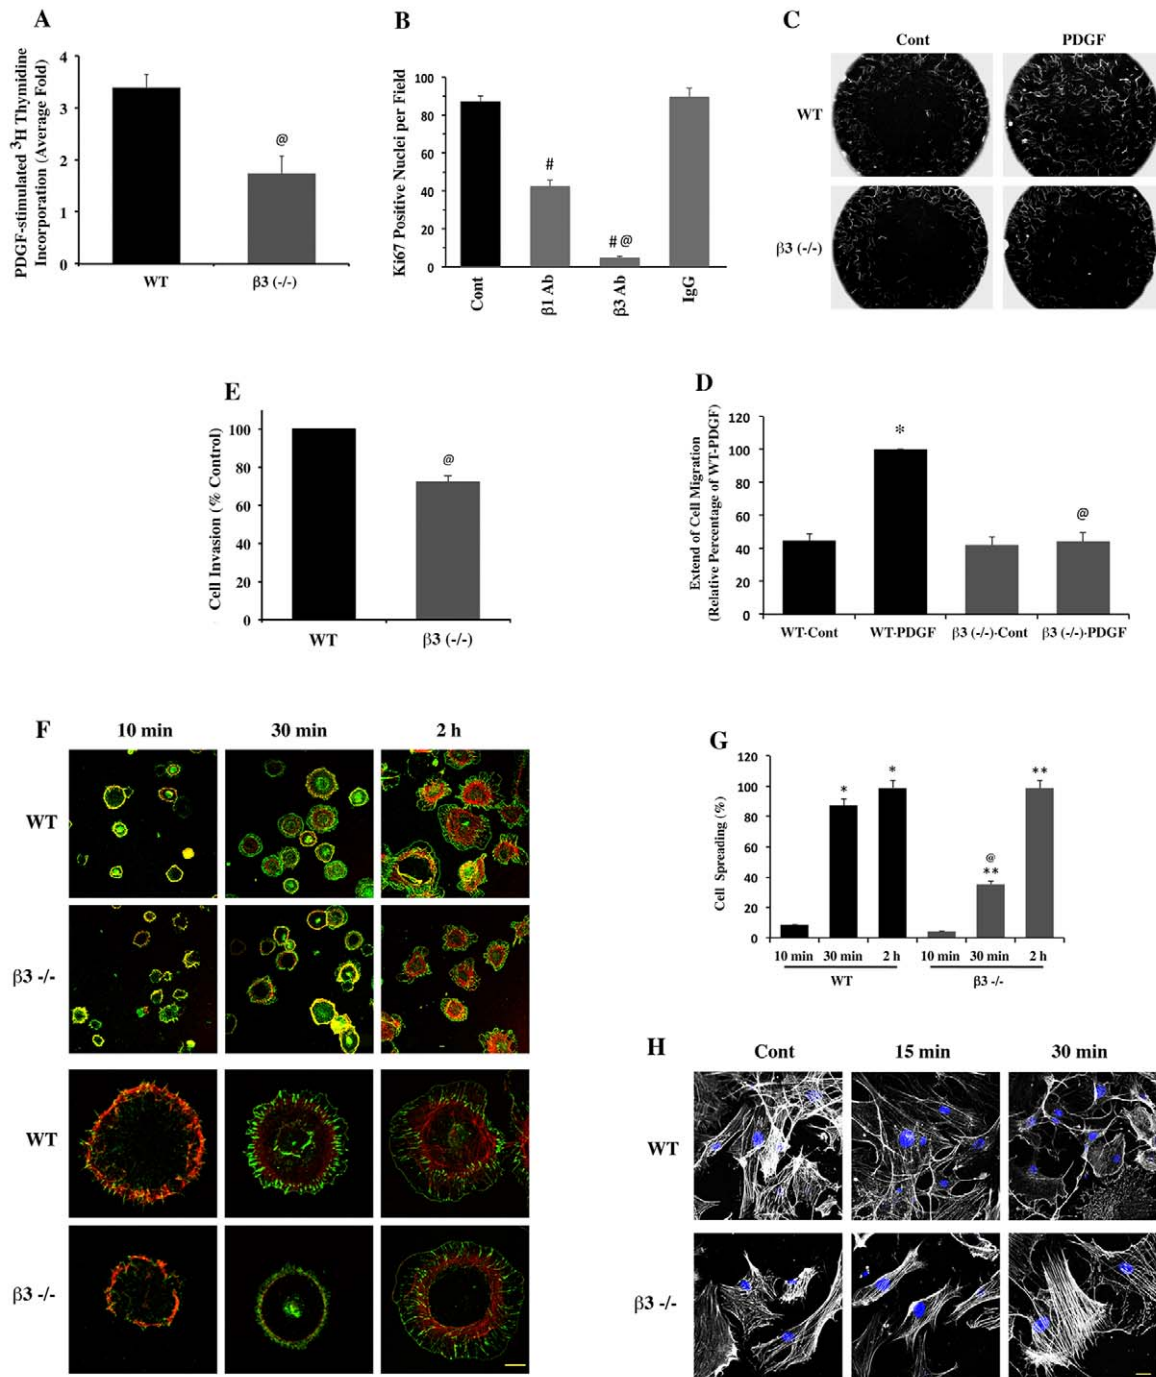 A
PDGF-stimulated ³H Thymidine
Incorporation (Average Fold)
4
3
2
1
0
@
WT
β3 (-/-)
B
Ki67 Positive Nuclei per Field
100
80
60
40
20
0
#
# @
Cont
β1 Ab
β3 Ab
IgG
C
Cont
PDGF
WT
β3 (-/-)
E
Cell Invasion (% Control)
100
80
60
40
20
0
@
WT
β3 (-/-)
D
Extend of Cell Migration
(Relative Percentage of WT-PDGF)
120
100
80
60
40
20
0
*
@
WT-Cont
WT-PDGF
β3 (-/-)-Cont
β3 (-/-)-PDGF
F
10 min
30 min
2 h
WT
β3 -/-
WT
β3 -/-
G
Cell Spreading (%)
120
100
80
60
40
20
0
*
*
@
**
**
10 min
30 min
2 h
10 min
30 min
2 h
WT
β3 -/-
H
Cont
15 min
30 min
WT
β3 -/-